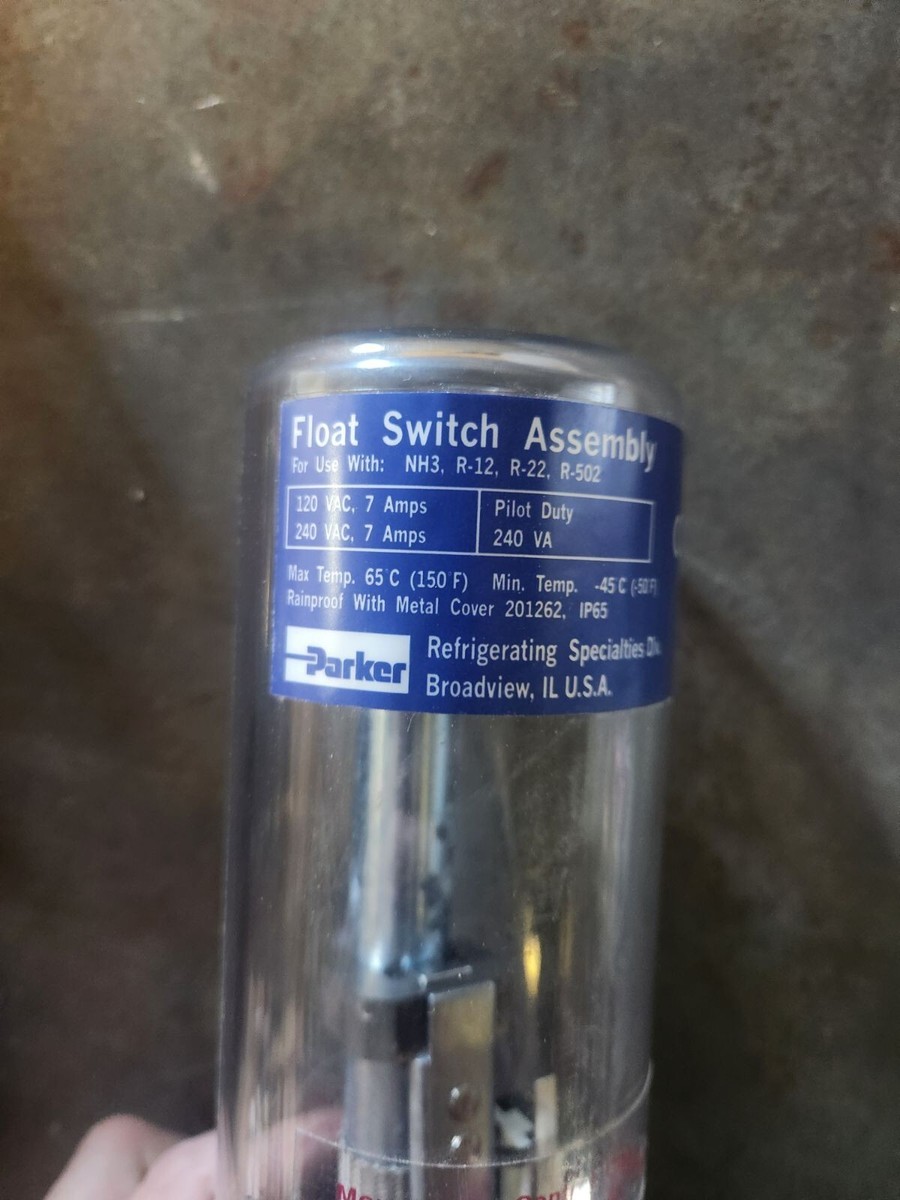 Float Switch Assembly
For Use With: NH3, R-12, R-22, R-502
120 VAC, 7 Amps
240 VAC, 7 Amps
Pilot Duty
240 VA
Max Temp. 65°C (150°F) Min. Temp. -45°C (-50°F)
Rainproof With Metal Cover 201262, IP65
Parker
Refrigerating Specialties Div.
Broadview, IL U.S.A.